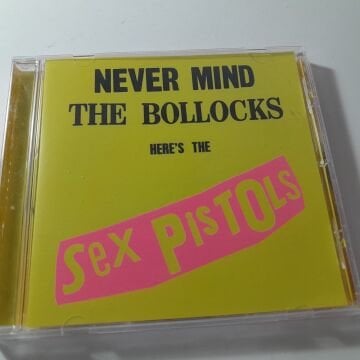 NEVER MIND
THE BOLLOCKS
HERE'S THE
Sex PiSTOLs